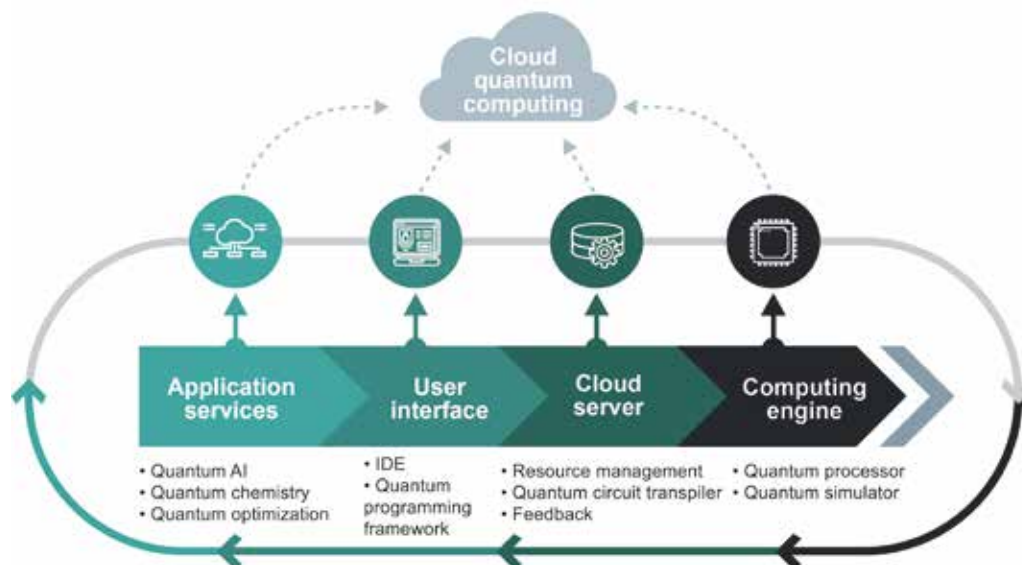 Cloud
quantum
computing
Application
services
User
interface
Cloud
server
Computing
engine
• Quantum AI
• Quantum chemistry
• Quantum optimization
• IDE
• Quantum
programming
framework
• Resource management
• Quantum circuit transpiler
• Feedback
• Quantum processor
• Quantum simulator